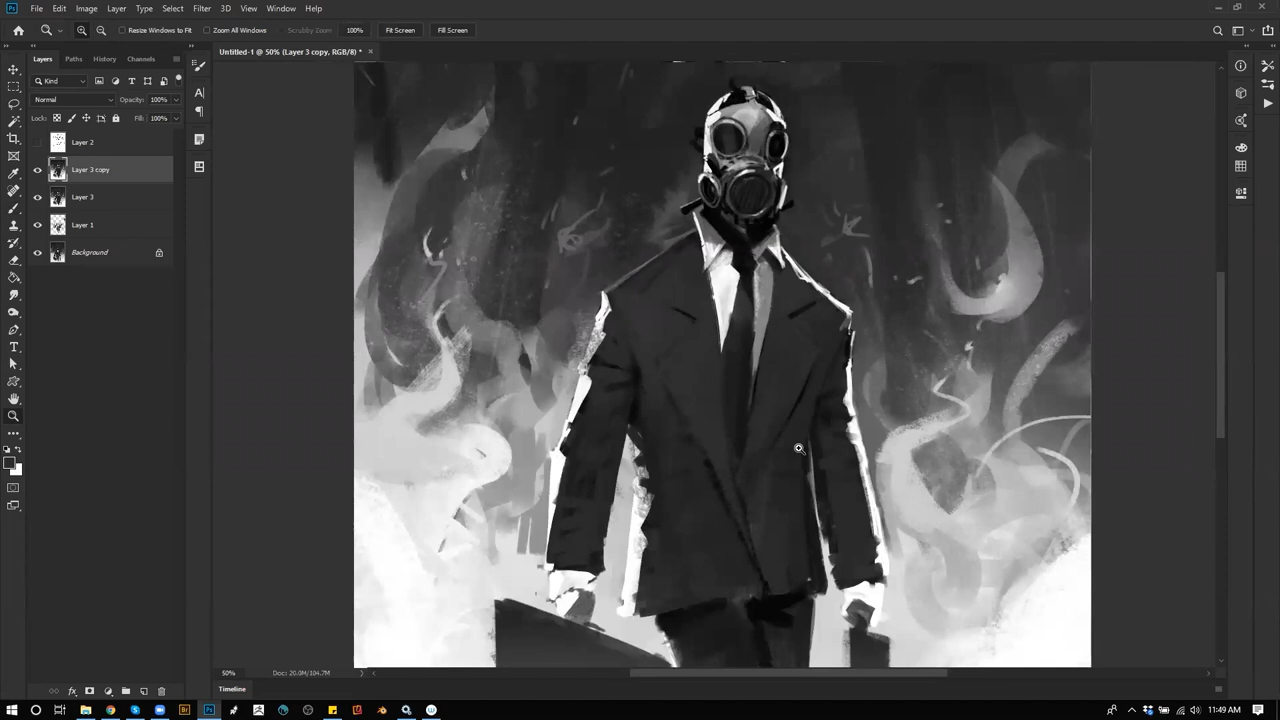 Ps File Edit Image Layer Type Select Filter 3D View Window Help
Resize Windows to Fit Zoom All Windows Scrubby Zoom 100% Fit Screen Fill Screen
Layers Paths History Channels
Untitled-1 @ 50% (Layer 3 copy, RGB/8) *
Kind
Normal Opacity: 100%
Lock: Fill: 100%
Layer 2
Layer 3 copy
Layer 3
Layer 1
Background
50% Doc: 20.0M/104.7M
Timeline
Br Ps 11:49 AM